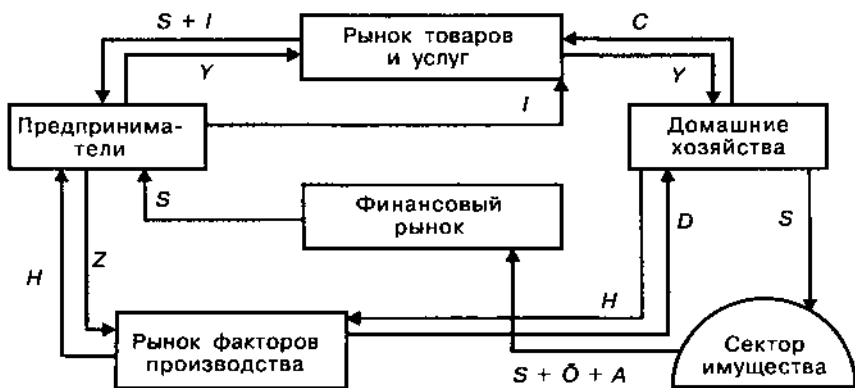 S + I
Рынок товаров
и услуг
C
Y
Y
I
Предпринима-
тели
Домашние
хозяйства
S
Финансовый
рынок
D
S
H
Z
H
Рынок факторов
производства
S + Ō + A
Сектор
имущества